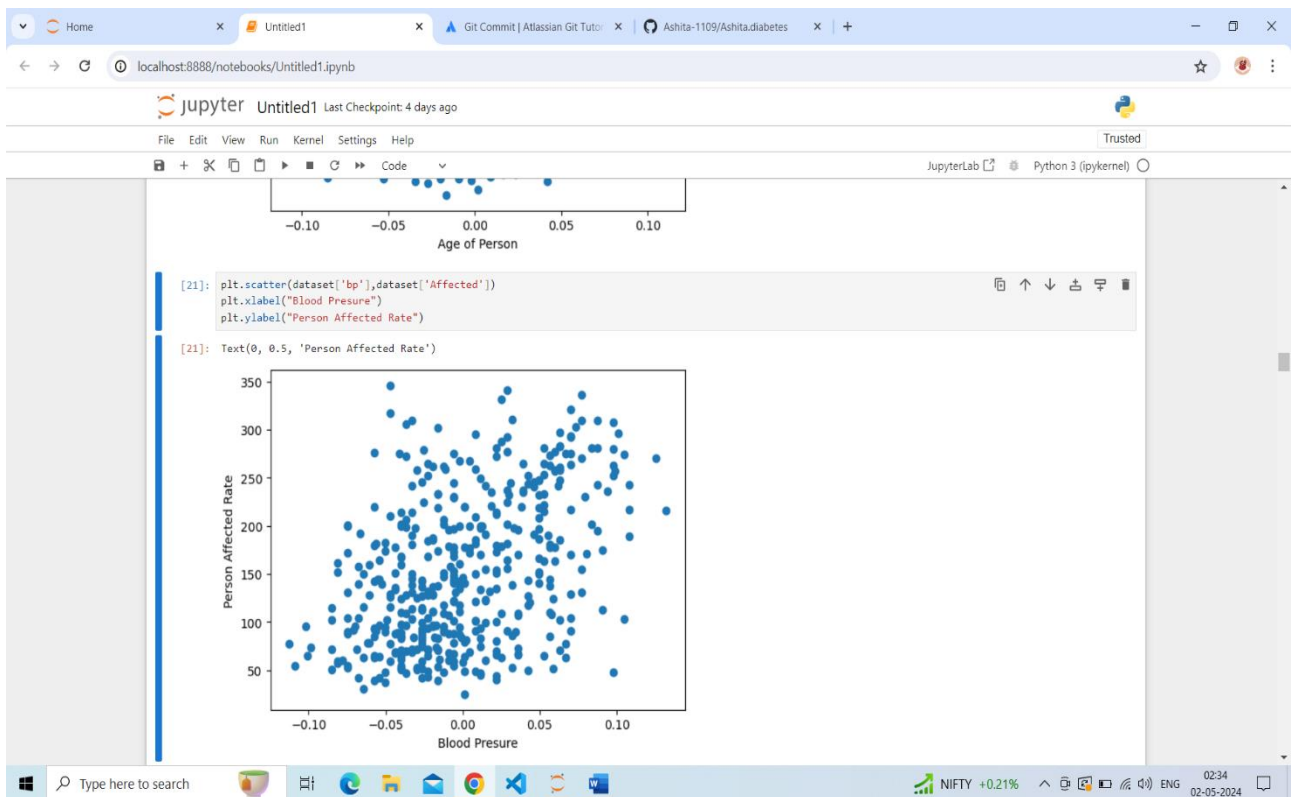 Home
Untitled1
Git Commit | Atlassian Git Tutor
Ashita-1109/Ashita.diabetes
localhost:8888/notebooks/Untitled1.ipynb
jupyter Untitled1 Last Checkpoint: 4 days ago
File Edit View Run Kernel Settings Help
Trusted
Code
JupyterLab
Python 3 (ipykernel)
−0.10 −0.05 0.00 0.05 0.10
Age of Person
[21]: plt.scatter(dataset['bp'],dataset['Affected'])
plt.xlabel("Blood Presure")
plt.ylabel("Person Affected Rate")
[21]: Text(0, 0.5, 'Person Affected Rate')
350
300
250
200
150
100
50
Person Affected Rate
−0.10 −0.05 0.00 0.05 0.10
Blood Presure
Type here to search
NIFTY +0.21%
ENG
02:34
02-05-2024